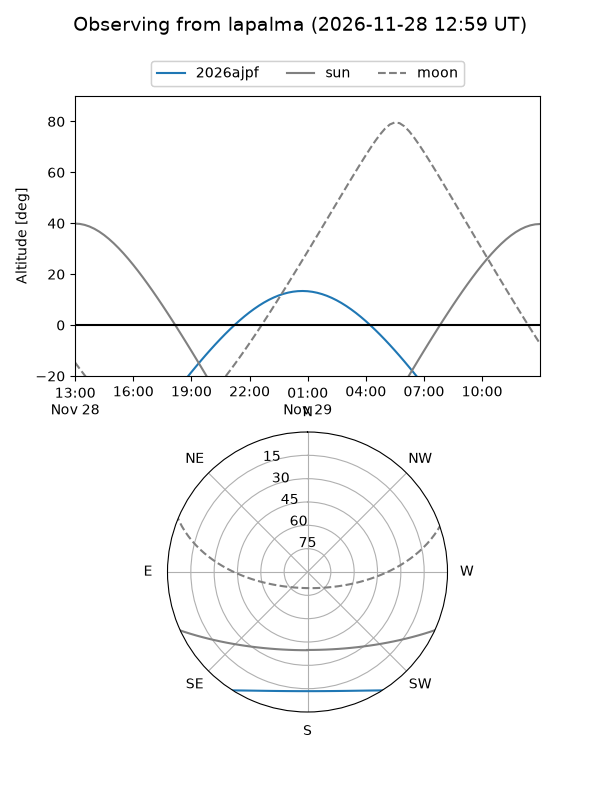 Observing from lapalma (2026-11-28 12:59 UT)
2026ajpf sun moon
Altitude [deg]
80
60
40
20
0
−20
13:00 16:00 19:00 22:00 01:00 04:00 07:00 10:00
Nov 28 Nov 29
N
NE NW
15
30
45
60
75
E W
SE SW
S